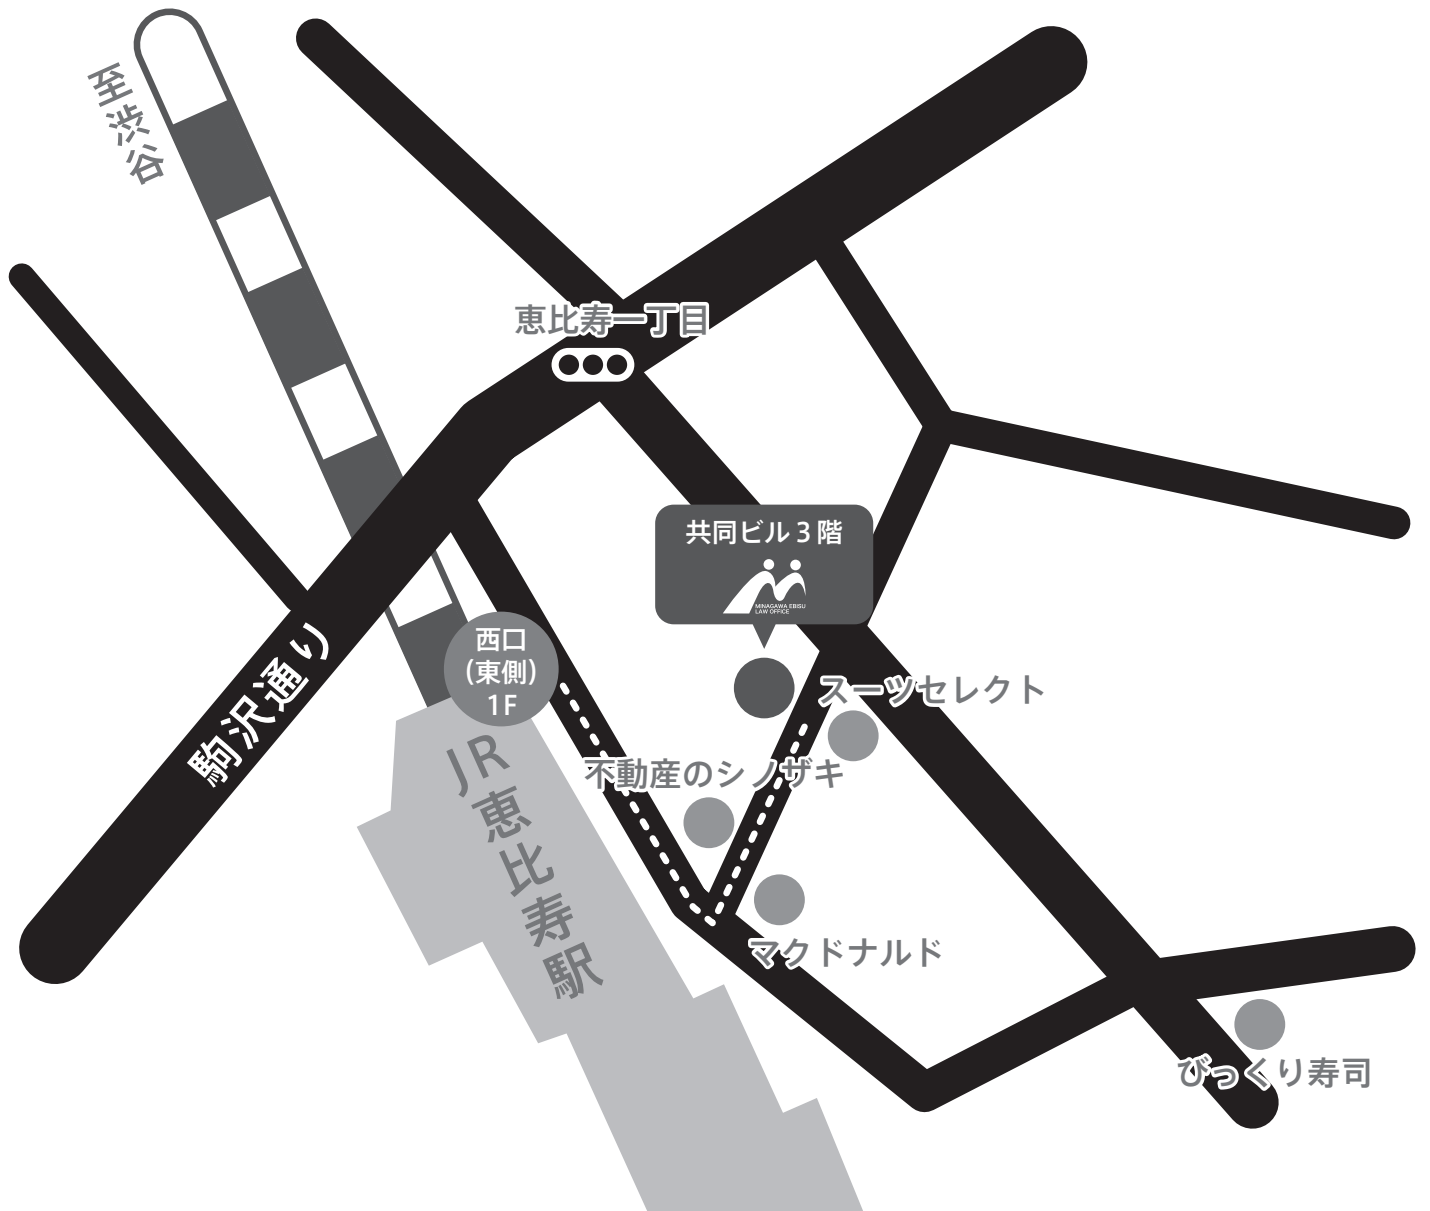 至渋谷
恵比寿一丁目
共同ビル3階
MINAGAWA EBISU
LAW OFFICE
西口
(東側)
1F
駒沢通り
スーツセレクト
JR恵比寿駅
不動産のシノザキ
マクドナルド
びっくり寿司